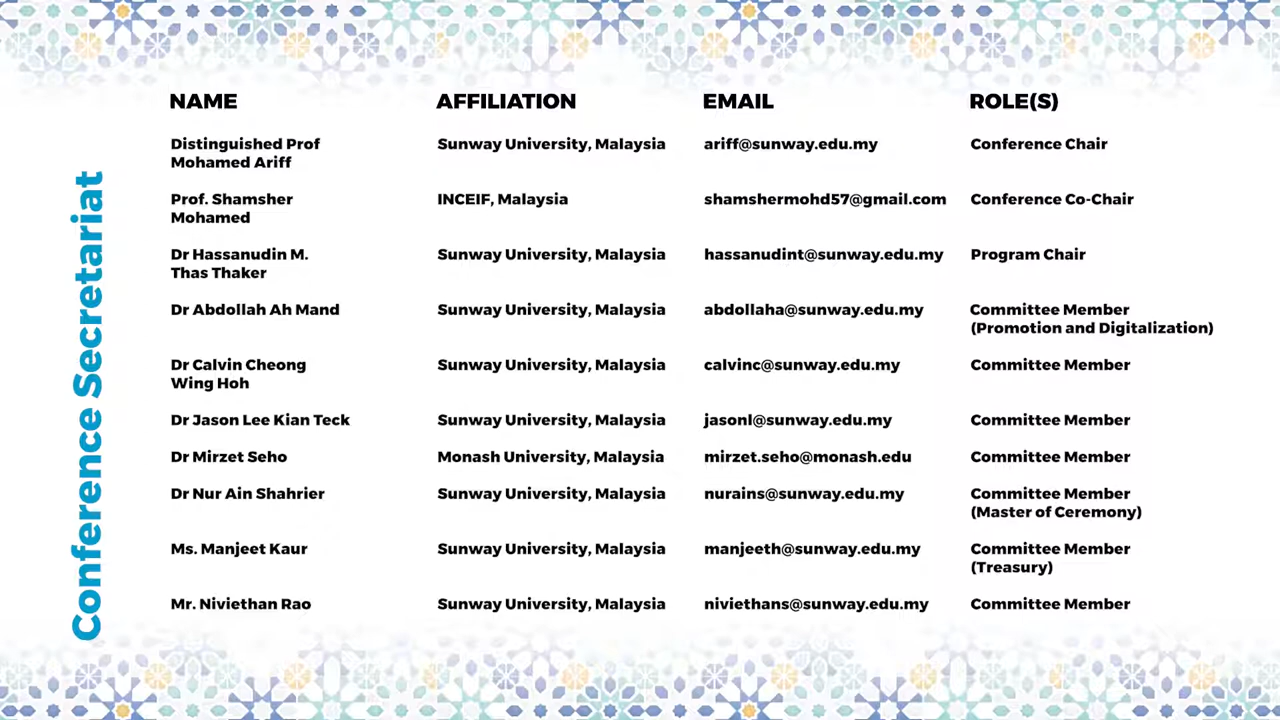 Conference Secretariat
NAME AFFILIATION EMAIL ROLE(S)
Distinguished Prof Sunway University, Malaysia ariff@sunway.edu.my Conference Chair
Mohamed Ariff
Prof. Shamsher INCEIF, Malaysia shamshermohd57@gmail.com Conference Co-Chair
Mohamed
Dr Hassanudin M. Sunway University, Malaysia hassanudint@sunway.edu.my Program Chair
Thas Thaker
Dr Abdollah Ah Mand Sunway University, Malaysia abdollaha@sunway.edu.my Committee Member
(Promotion and Digitalization)
Dr Calvin Cheong Sunway University, Malaysia calvinc@sunway.edu.my Committee Member
Wing Hoh
Dr Jason Lee Kian Teck Sunway University, Malaysia jasonl@sunway.edu.my Committee Member
Dr Mirzet Seho Monash University, Malaysia mirzet.seho@monash.edu Committee Member
Dr Nur Ain Shahrier Sunway University, Malaysia nurains@sunway.edu.my Committee Member
(Master of Ceremony)
Ms. Manjeet Kaur Sunway University, Malaysia manjeeth@sunway.edu.my Committee Member
(Treasury)
Mr. Niviethan Rao Sunway University, Malaysia niviethans@sunway.edu.my Committee Member